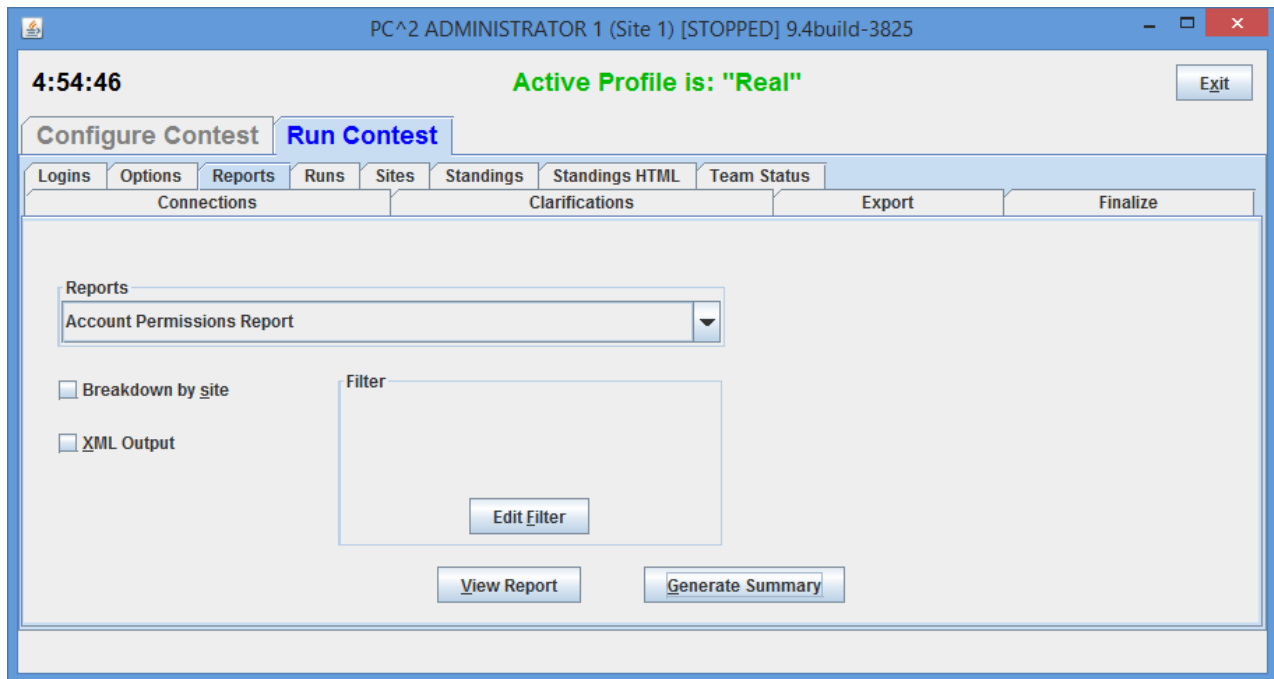 PC^2 ADMINISTRATOR 1 (Site 1) [STOPPED] 9.4build-3825
4:54:46 Active Profile is: "Real" Exit
Configure Contest Run Contest
Logins Options Reports Runs Sites Standings Standings HTML Team Status
Connections Clarifications Export Finalize
Reports
Account Permissions Report
Breakdown by site Filter
XML Output
Edit Filter
View Report Generate Summary